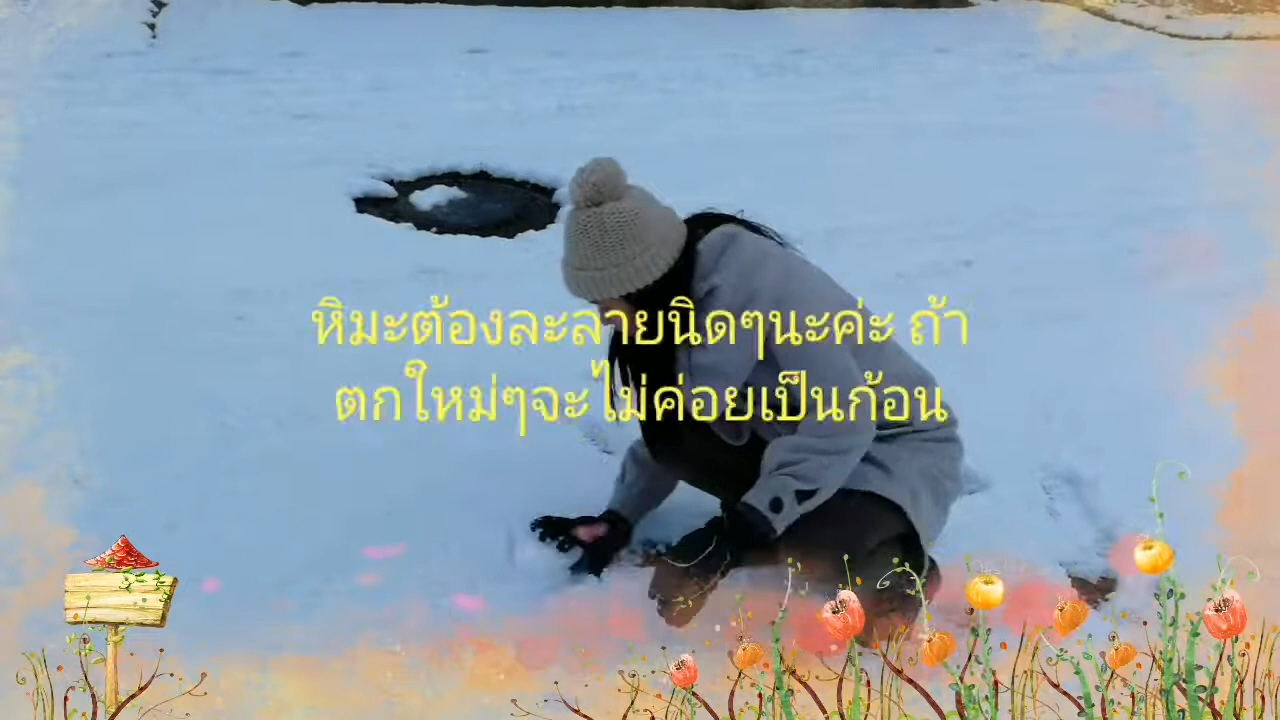 หิมะต้องละลายนิดๆนะค่ะ ถ้า
ตกใหม่ๆจะไม่ค่อยเป็นก้อน